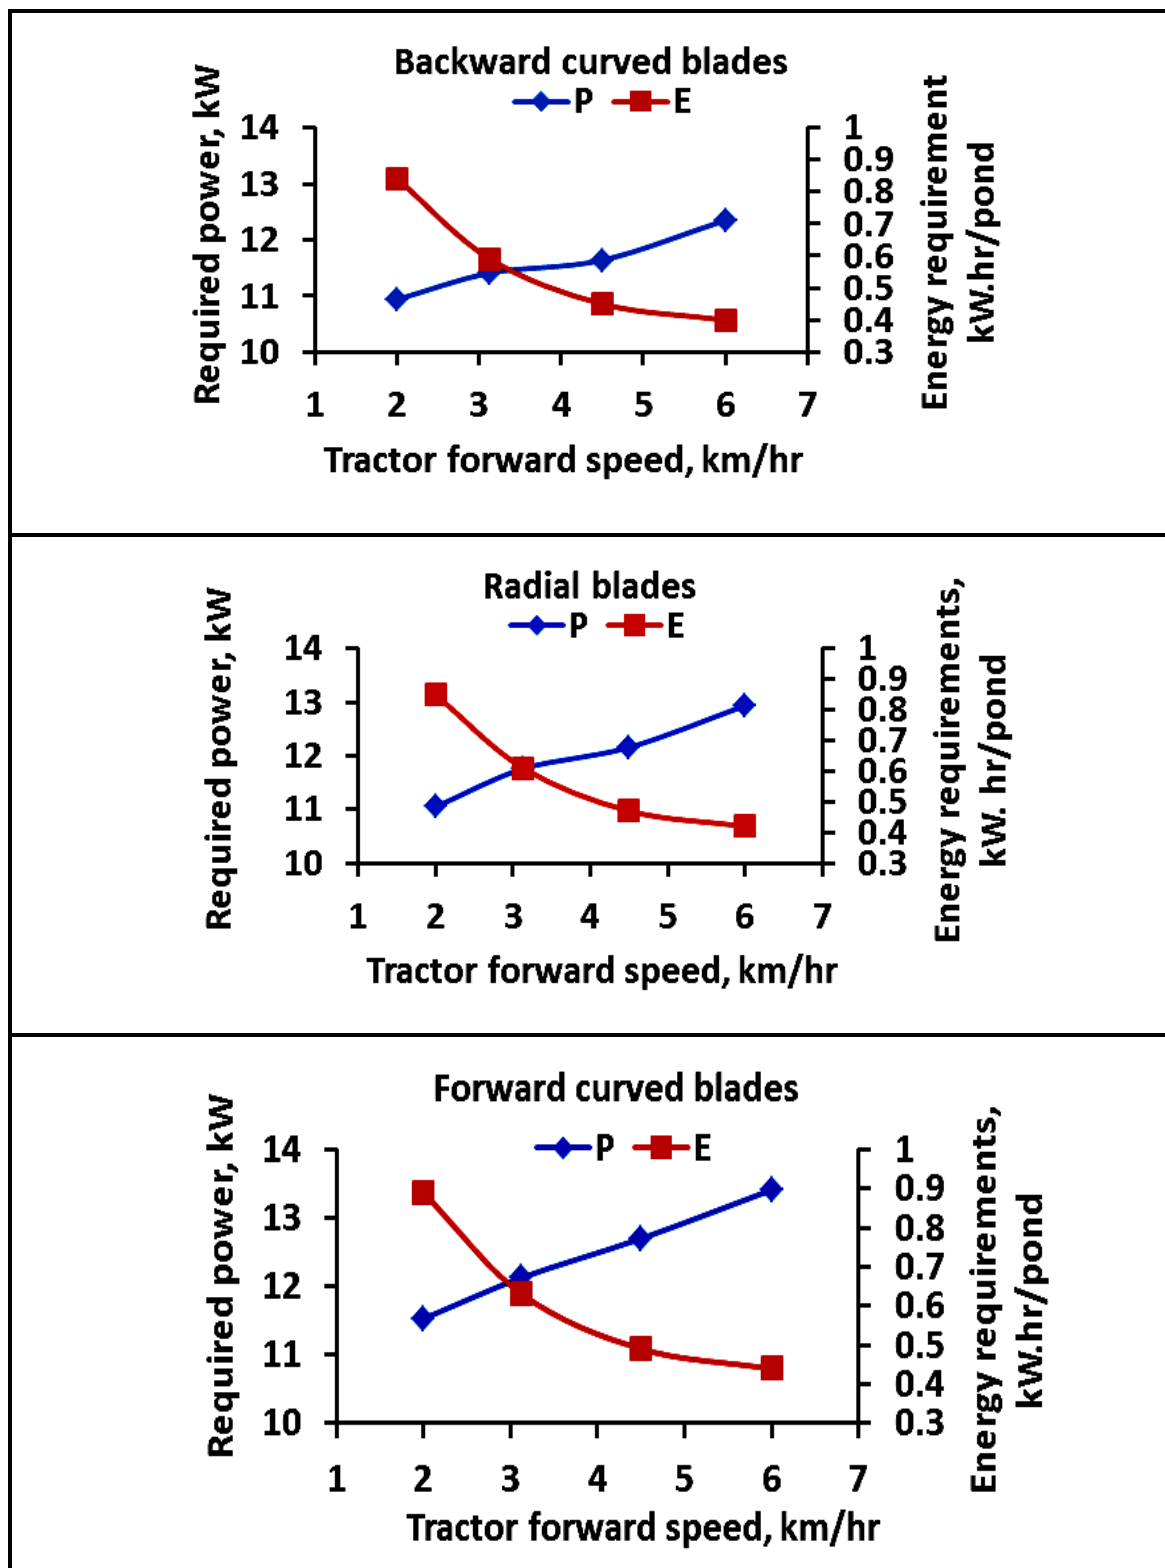 Backward curved blades
P E
Required power, kW
14
13
12
11
10
1
0.9
0.8
0.7
0.6
0.5
0.4
0.3
Energy requirement
kW.hr/pond
1 2 3 4 5 6 7
Tractor forward speed, km/hr
Radial blades
P E
Required power, kW
14
13
12
11
10
1
0.9
0.8
0.7
0.6
0.5
0.4
0.3
Energy requirements,
kW. hr/pond
1 2 3 4 5 6 7
Tractor forward speed, km/hr
Forward curved blades
P E
Required power, kW
14
13
12
11
10
1
0.9
0.8
0.7
0.6
0.5
0.4
0.3
Energy requirements,
kW.hr/pond
1 2 3 4 5 6 7
Tractor forward speed, km/hr